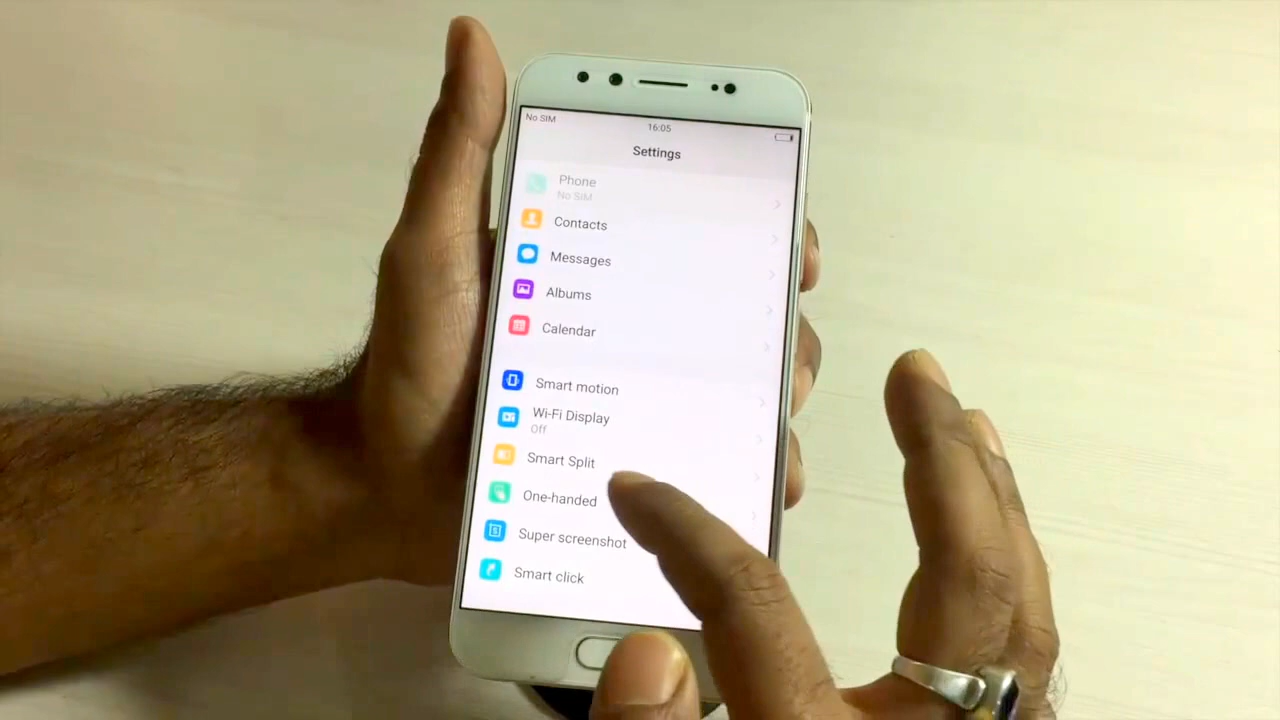 No SIM
16:05
Settings
Phone
No SIM
Contacts
Messages
Albums
Calendar
Smart motion
Wi-Fi Display
Off
Smart Split
One-handed
Super screenshot
Smart click